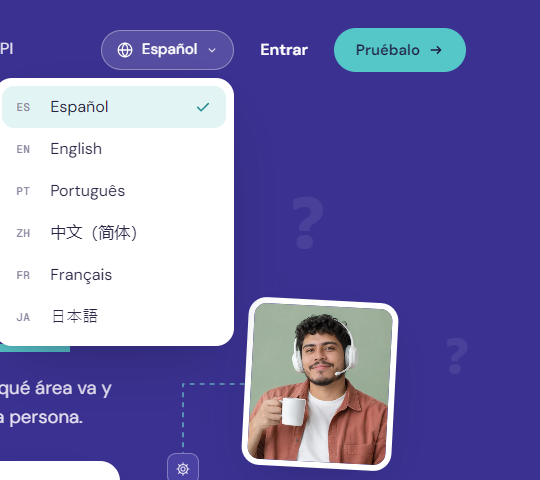 PI
Español
Entrar
Pruébalo
ES Español
EN English
PT Português
ZH 中文（简体）
FR Français
JA 日本語
?
?
qué área va y
a persona.